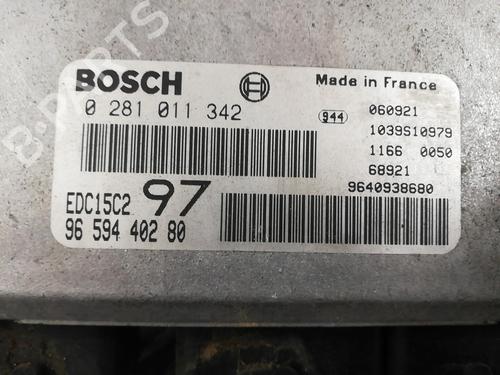 B-PARTS
BOSCH
Made in France
0 281 011 342
944
060921
1039S10979
1166 0050
68921
9640938680
EDC15C2
97
96 594 402 80